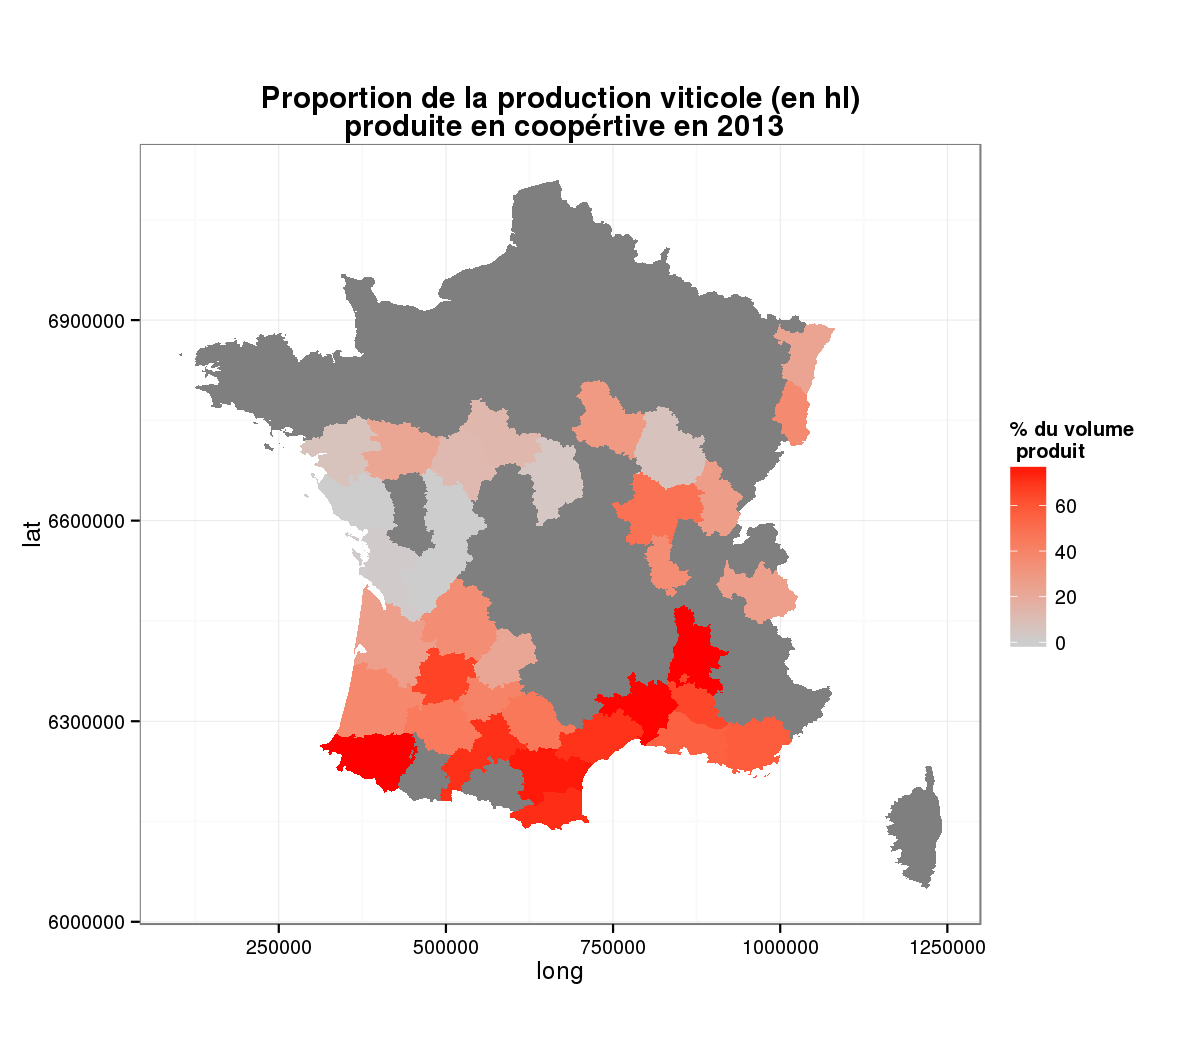 Proportion de la production viticole (en hl)
produite en coopértive en 2013
6900000
6600000
6300000
6000000
lat
250000
500000
750000
1000000
1250000
long
% du volume
produit
60
40
20
0